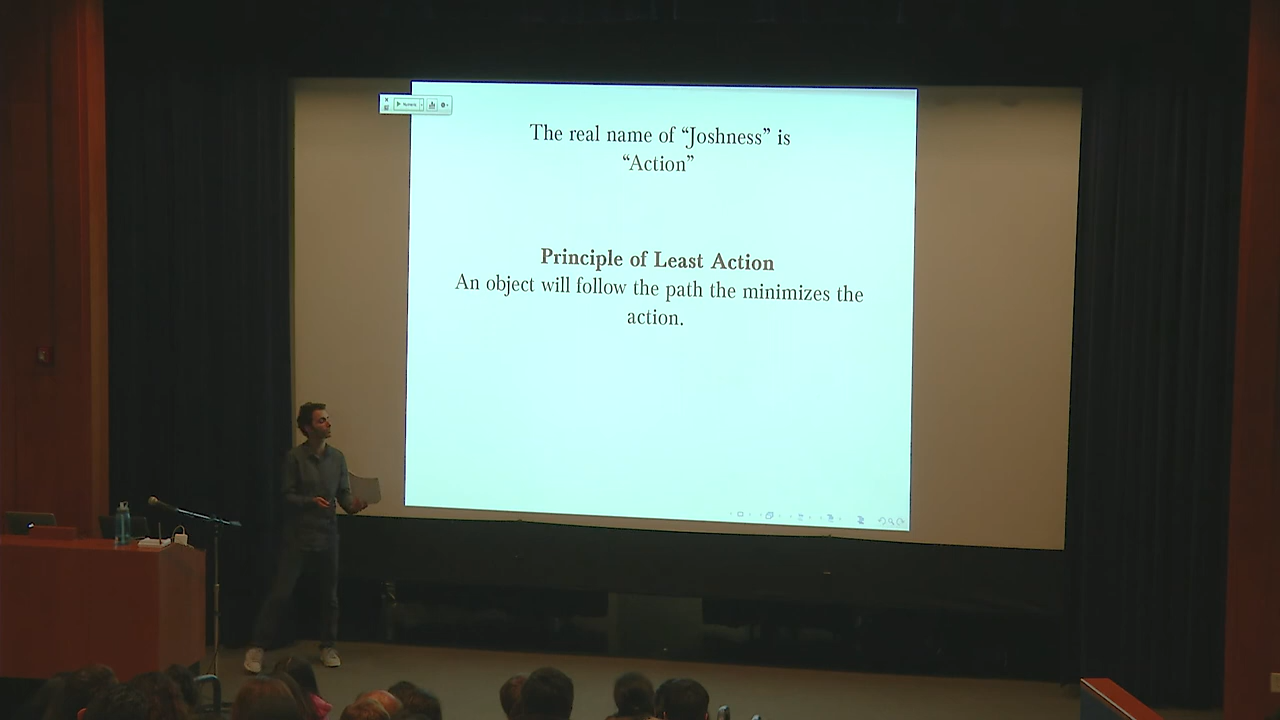 The real name of “Joshness” is
“Action”
Principle of Least Action
An object will follow the path the minimizes the
action.